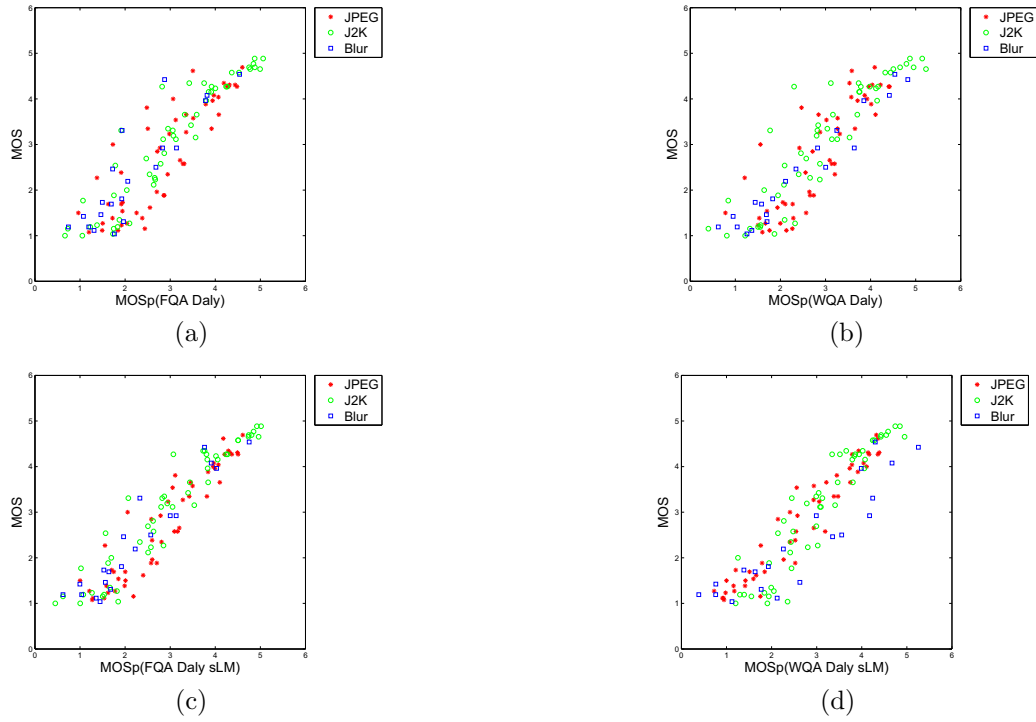 6
5
4
3
2
1
0
0 1 2 3 4 5 6
MOS
MOSp(FQA Daly)
JPEG
J2K
Blur
(a)
6
5
4
3
2
1
0
0 1 2 3 4 5 6
MOS
MOSp(WQA Daly)
JPEG
J2K
Blur
(b)
6
5
4
3
2
1
0
0 1 2 3 4 5 6
MOS
MOSp(FQA Daly sLM)
JPEG
J2K
Blur
(c)
6
5
4
3
2
1
0
0 1 2 3 4 5 6
MOS
MOSp(WQA Daly sLM)
JPEG
J2K
Blur
(d)